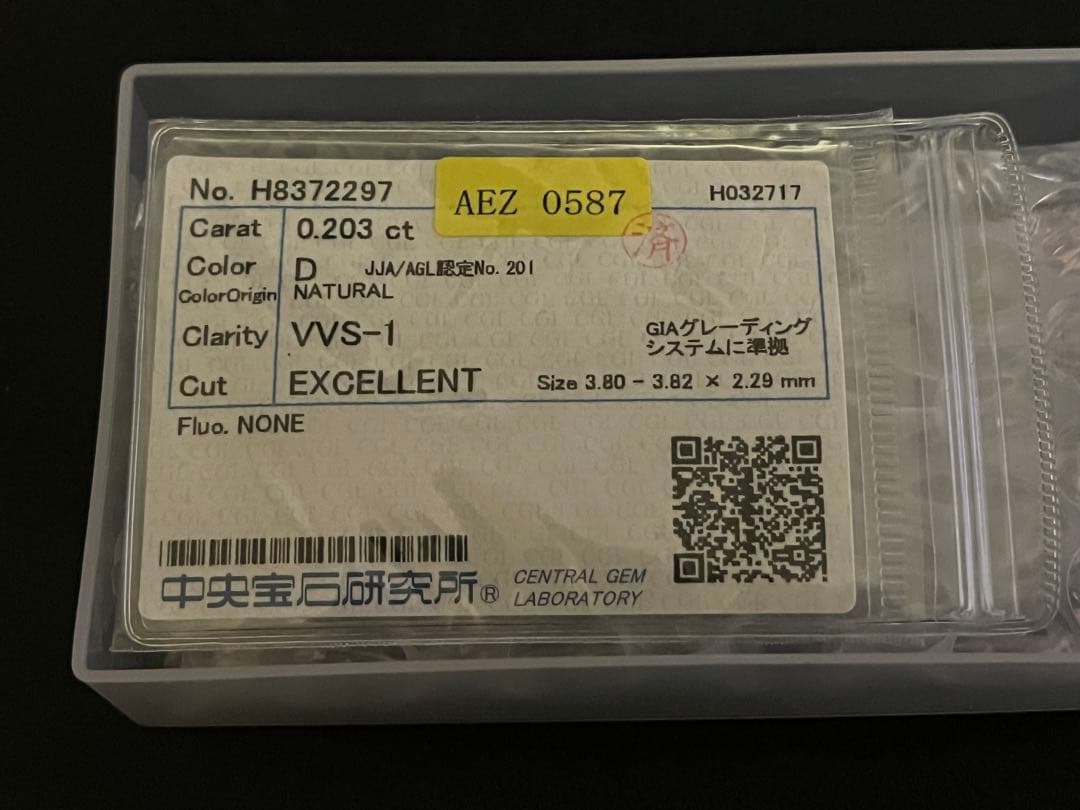 No. H8372297
AEZ 0587
H032717
Carat 0.203 ct
済
Color D JJA/AGL認定No. 201
ColorOrigin NATURAL
Clarity VVS-1
GIAグレーディング
システムに準拠
Cut EXCELLENT Size 3.80 - 3.82 × 2.29 mm
Fluo. NONE
中央宝石研究所® CENTRAL GEM
LABORATORY